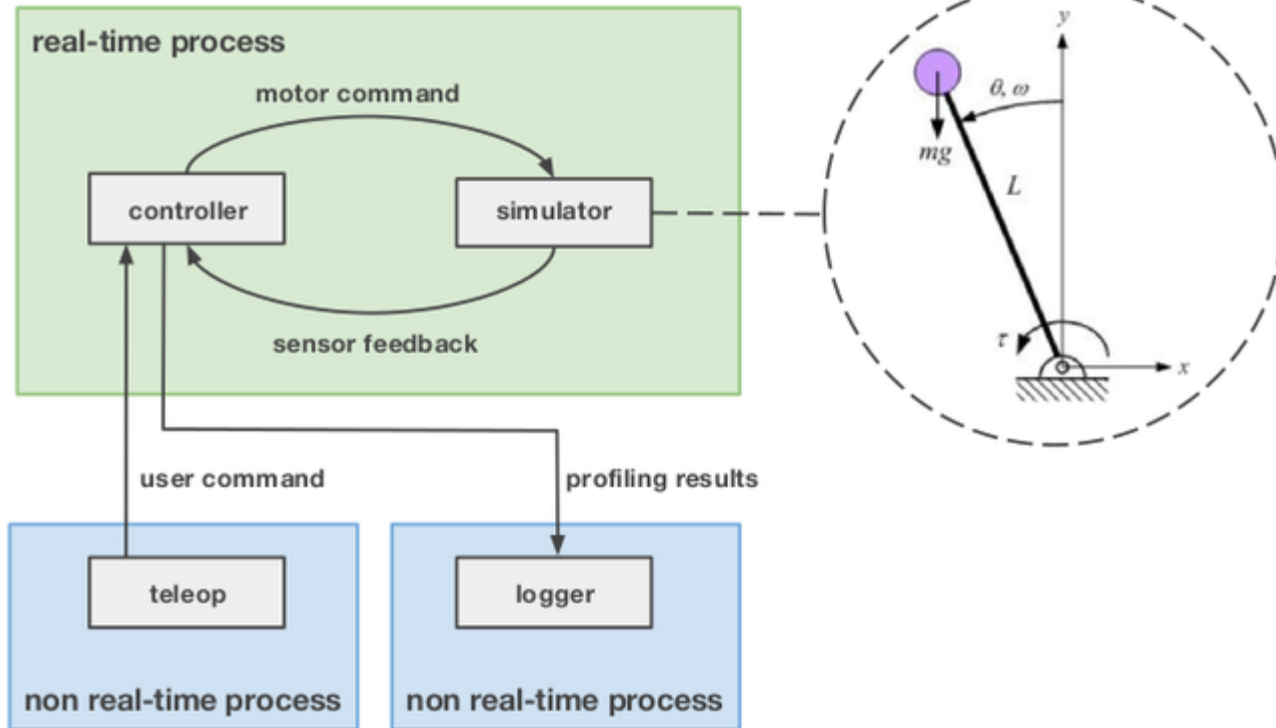 real-time process
motor command
controller
simulator
sensor feedback
y
θ, ω
mg
L
τ
x
user command
profiling results
teleop
logger
non real-time process
non real-time process